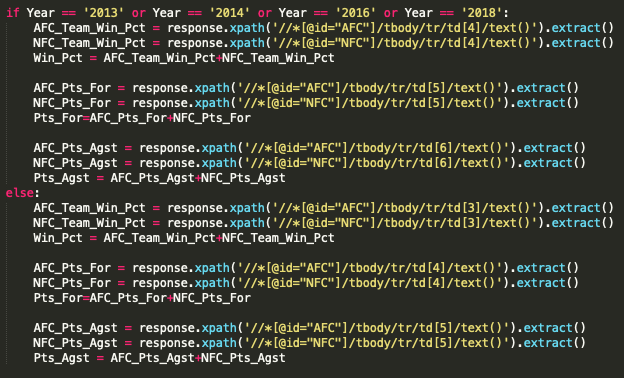 if Year == '2013' or Year == '2014' or Year == '2016' or Year == '2018':
    AFC_Team_Win_Pct = response.xpath('//*[@id="AFC"]/tbody/tr/td[4]/text()').extract()
    NFC_Team_Win_Pct = response.xpath('//*[@id="NFC"]/tbody/tr/td[4]/text()').extract()
    Win_Pct = AFC_Team_Win_Pct+NFC_Team_Win_Pct

    AFC_Pts_For = response.xpath('//*[@id="AFC"]/tbody/tr/td[5]/text()').extract()
    NFC_Pts_For = response.xpath('//*[@id="NFC"]/tbody/tr/td[5]/text()').extract()
    Pts_For=AFC_Pts_For+NFC_Pts_For

    AFC_Pts_Agst = response.xpath('//*[@id="AFC"]/tbody/tr/td[6]/text()').extract()
    NFC_Pts_Agst = response.xpath('//*[@id="NFC"]/tbody/tr/td[6]/text()').extract()
    Pts_Agst = AFC_Pts_Agst+NFC_Pts_Agst
else:
    AFC_Team_Win_Pct = response.xpath('//*[@id="AFC"]/tbody/tr/td[3]/text()').extract()
    NFC_Team_Win_Pct = response.xpath('//*[@id="NFC"]/tbody/tr/td[3]/text()').extract()
    Win_Pct = AFC_Team_Win_Pct+NFC_Team_Win_Pct

    AFC_Pts_For = response.xpath('//*[@id="AFC"]/tbody/tr/td[4]/text()').extract()
    NFC_Pts_For = response.xpath('//*[@id="NFC"]/tbody/tr/td[4]/text()').extract()
    Pts_For=AFC_Pts_For+NFC_Pts_For

    AFC_Pts_Agst = response.xpath('//*[@id="AFC"]/tbody/tr/td[5]/text()').extract()
    NFC_Pts_Agst = response.xpath('//*[@id="NFC"]/tbody/tr/td[5]/text()').extract()
    Pts_Agst = AFC_Pts_Agst+NFC_Pts_Agst